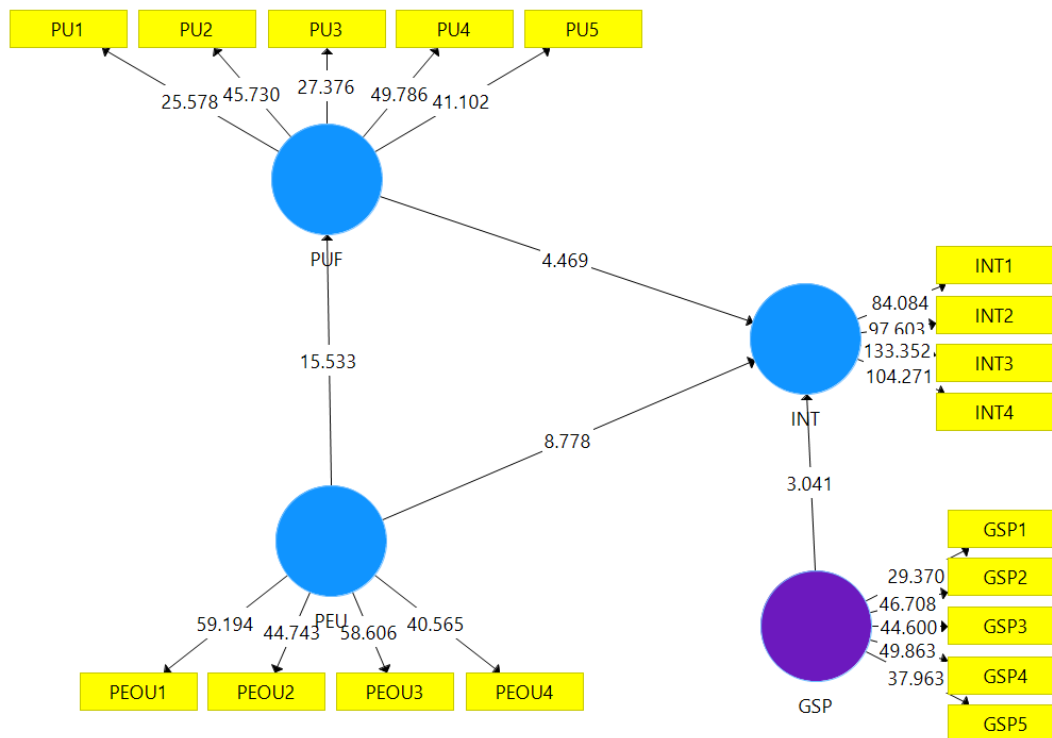 PU1
PU2
PU3
PU4
PU5
25.578
45.730
27.376
49.786
41.102
PUF
4.469
15.533
8.778
INT
84.084
97.603
133.352
104.271
INT1
INT2
INT3
INT4
3.041
PEU
59.194
44.743
58.606
40.565
PEOU1
PEOU2
PEOU3
PEOU4
GSP
29.370
46.708
44.600
49.863
37.963
GSP1
GSP2
GSP3
GSP4
GSP5